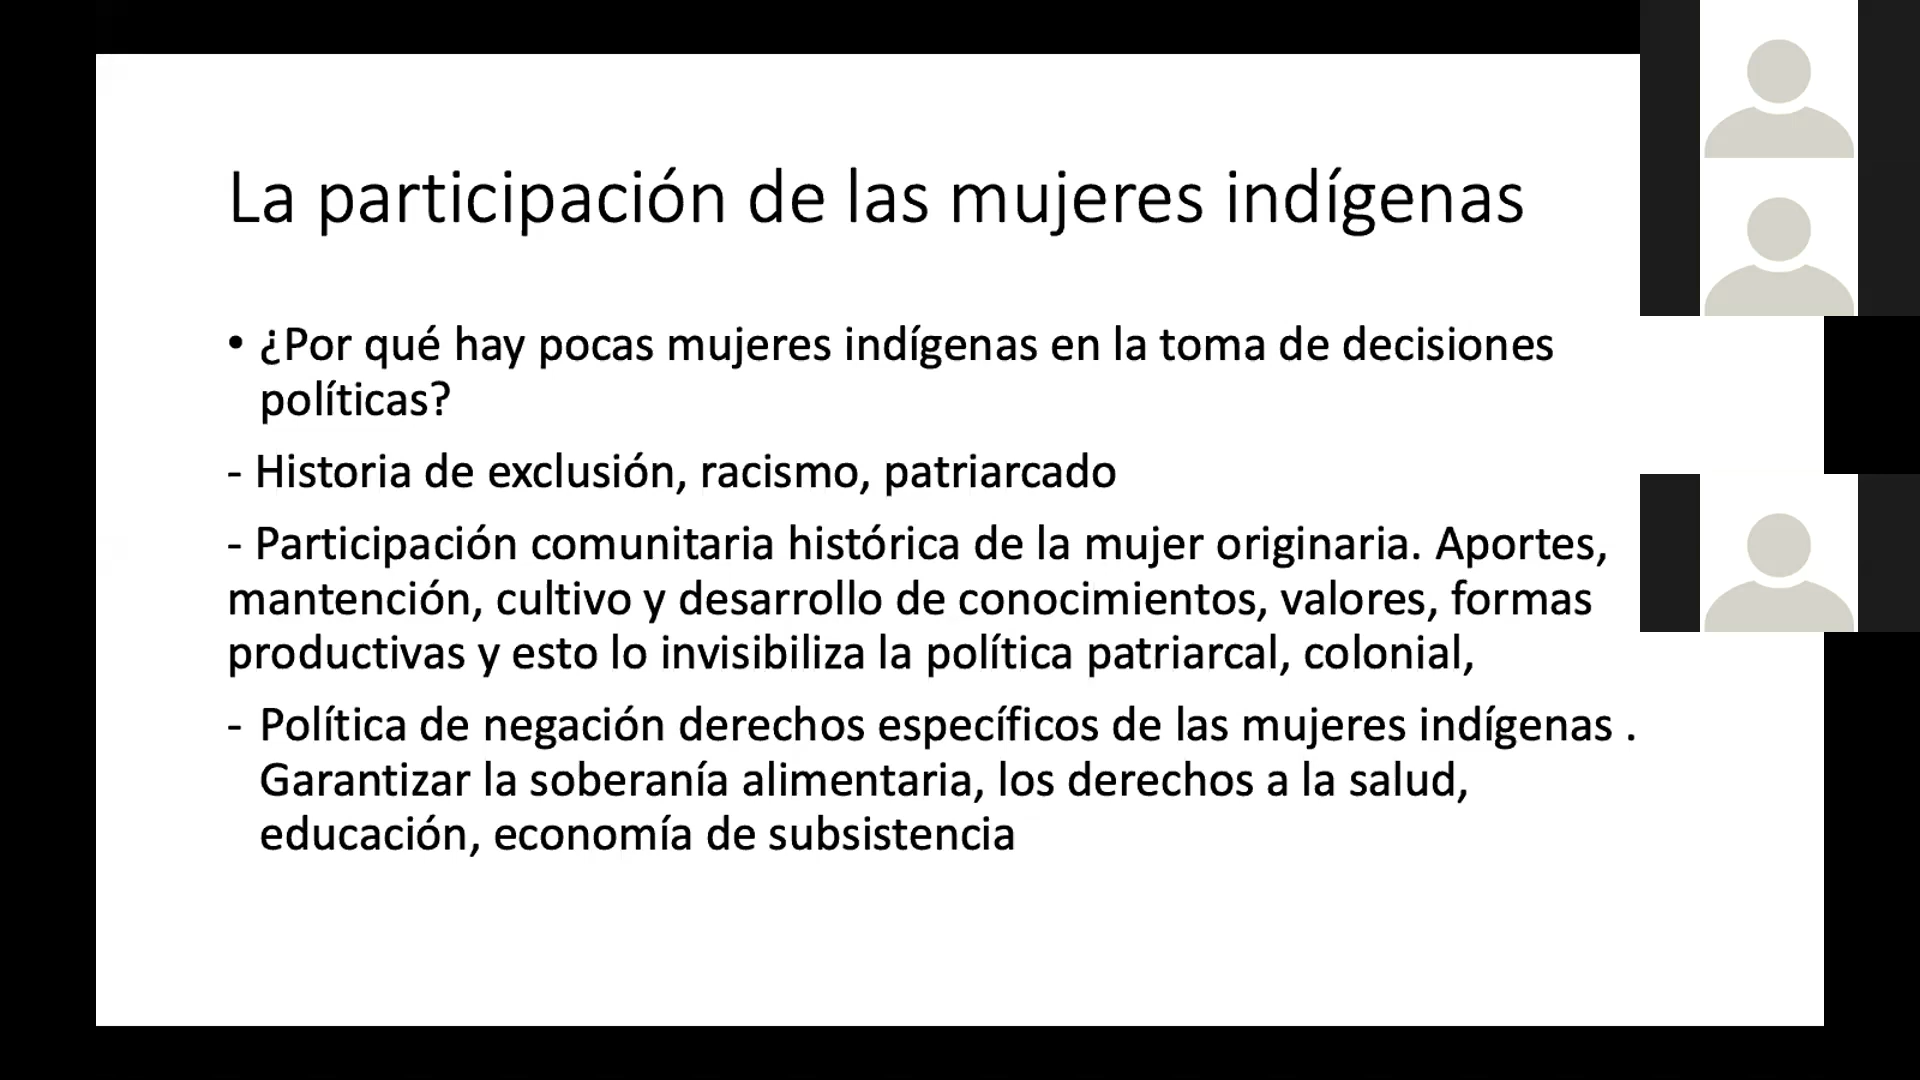 La participación de las mujeres indígenas
• ¿Por qué hay pocas mujeres indígenas en la toma de decisiones
políticas?
- Historia de exclusión, racismo, patriarcado
- Participación comunitaria histórica de la mujer originaria. Aportes,
mantención, cultivo y desarrollo de conocimientos, valores, formas
productivas y esto lo invisibiliza la política patriarcal, colonial,
- Política de negación derechos específicos de las mujeres indígenas .
Garantizar la soberanía alimentaria, los derechos a la salud,
educación, economía de subsistencia